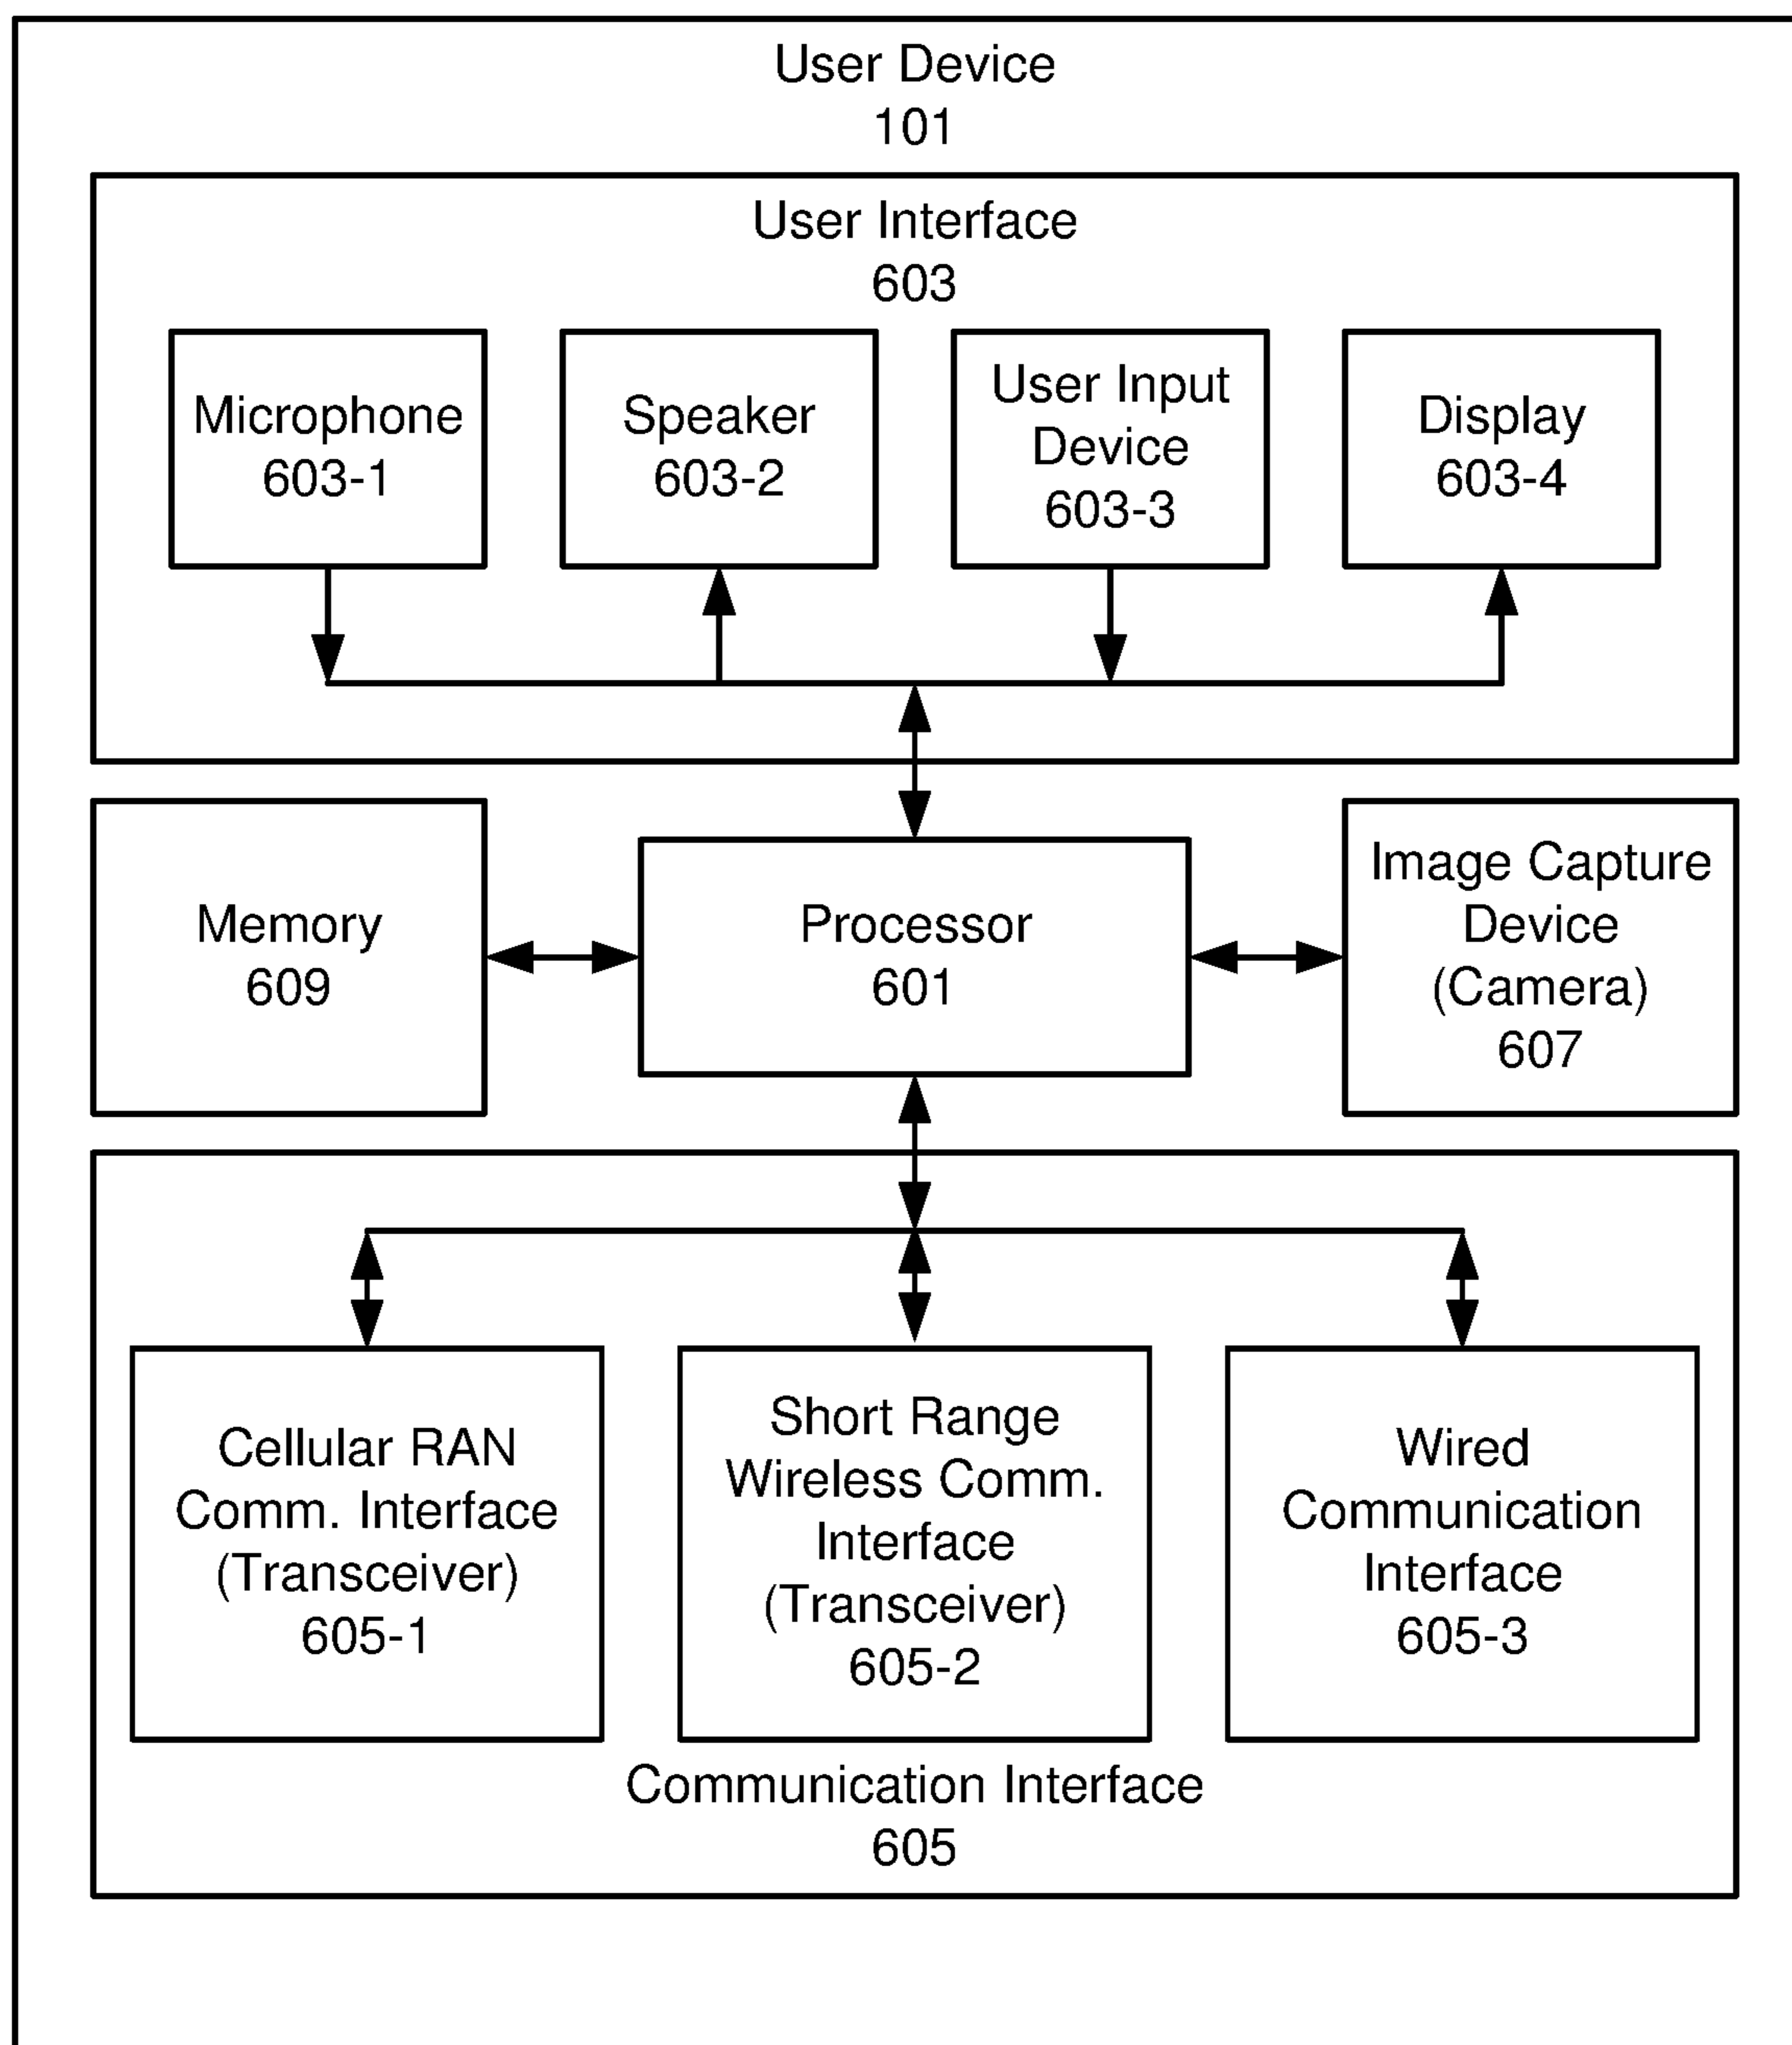 User Device
101
User Interface
603
Microphone
603-1
Speaker
603-2
User Input
Device
603-3
Display
603-4
Memory
609
Processor
601
Image Capture
Device
(Camera)
607
Cellular RAN
Comm. Interface
(Transceiver)
605-1
Short Range
Wireless Comm.
Interface
(Transceiver)
605-2
Wired
Communication
Interface
605-3
Communication Interface
605